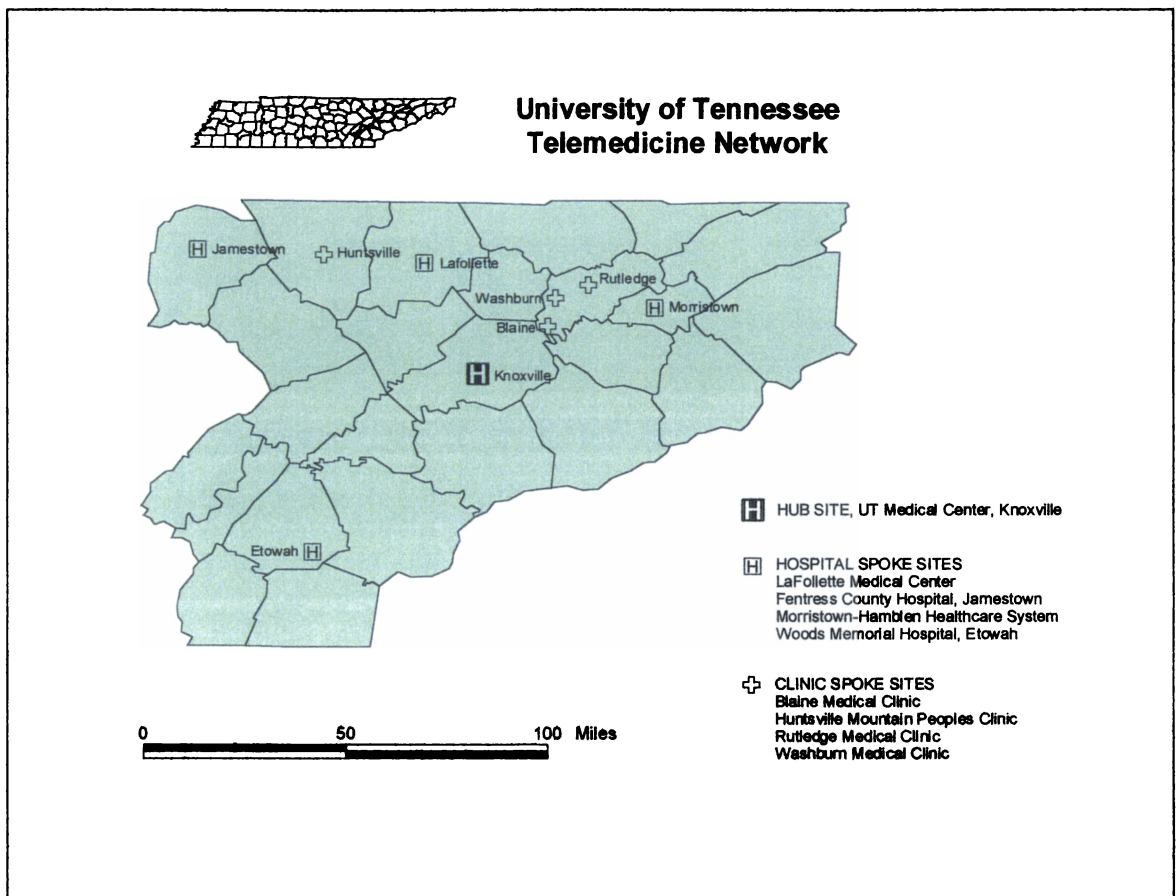 University of Tennessee
Telemedicine Network
H Jamestown
Huntsville
H Lafollette
Rutledge
Washburn
H Morristown
Blaine
H Knoxville
Etowah H
H HUB SITE, UT Medical Center, Knoxville
H HOSPITAL SPOKE SITES
LaFollette Medical Center
Fentress County Hospital, Jamestown
Morristown-Hamblen Healthcare System
Woods Memorial Hospital, Etowah
CLINIC SPOKE SITES
Blaine Medical Clinic
Huntsville Mountain Peoples Clinic
Rutledge Medical Clinic
Washburn Medical Clinic
0 50 100 Miles